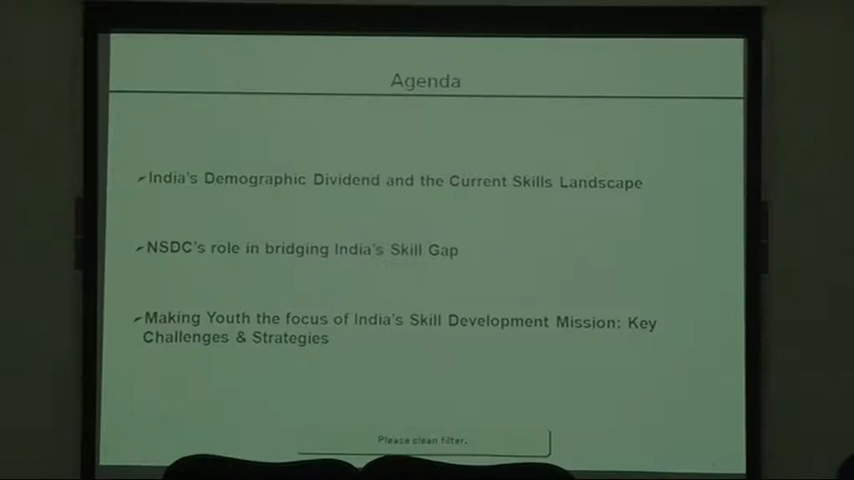 Agenda
➢India's Demographic Dividend and the Current Skills Landscape
➢NSDC's role in bridging India's Skill Gap
➢Making Youth the focus of India's Skill Development Mission: Key
Challenges & Strategies
Please clean filter.